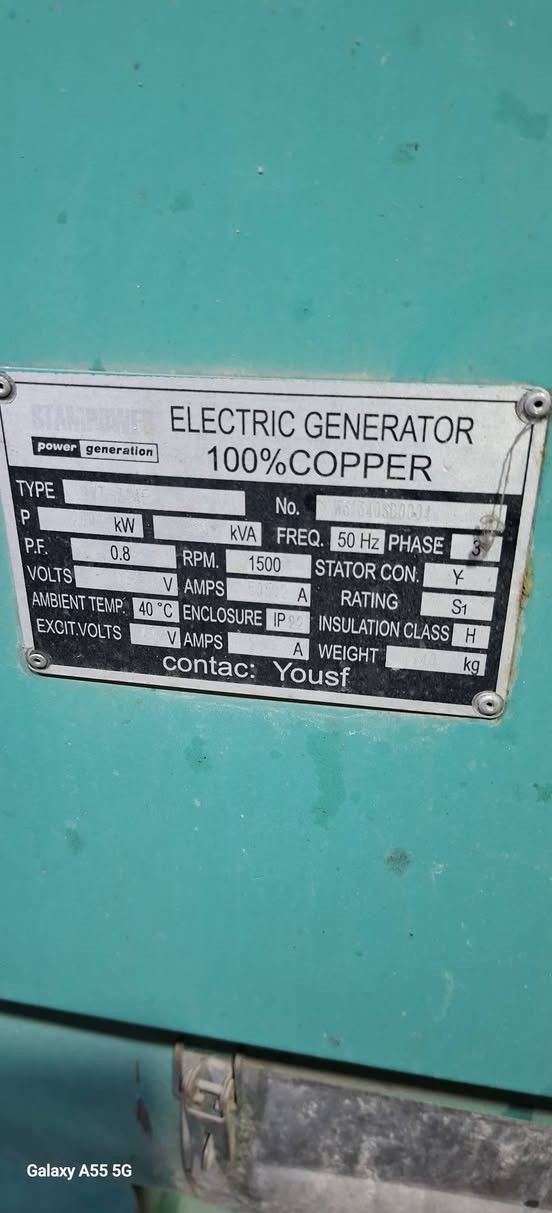 STAMPOWER ELECTRIC GENERATOR
power generation 100%COPPER
TYPE No.
P kW kVA FREQ. 50 Hz PHASE 3
P.F. 0.8 RPM. 1500 STATOR CON. Y
VOLTS V AMPS A RATING S1
AMBIENT TEMP. 40 °C ENCLOSURE IP INSULATION CLASS H
EXCIT.VOLTS V AMPS A WEIGHT kg
contac: Yousf
Galaxy A55 5G